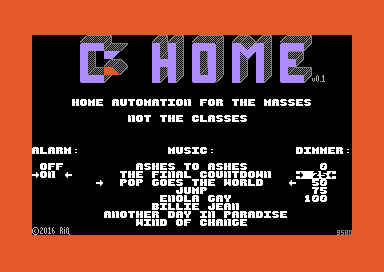 C= HOME
v0.1
HOME AUTOMATION FOR THE MASSES
NOT THE CLASSES
ALARM: MUSIC: DIMMER:
OFF ASHES TO ASHES 0
→ON ← THE FINAL COUNTDOWN → 25←
→ POP GOES THE WORLD ← 50
JUMP 75
ENOLA GAY 100
BILLIE JEAN
ANOTHER DAY IN PARADISE
WIND OF CHANGE
©2016 RiQ 8580